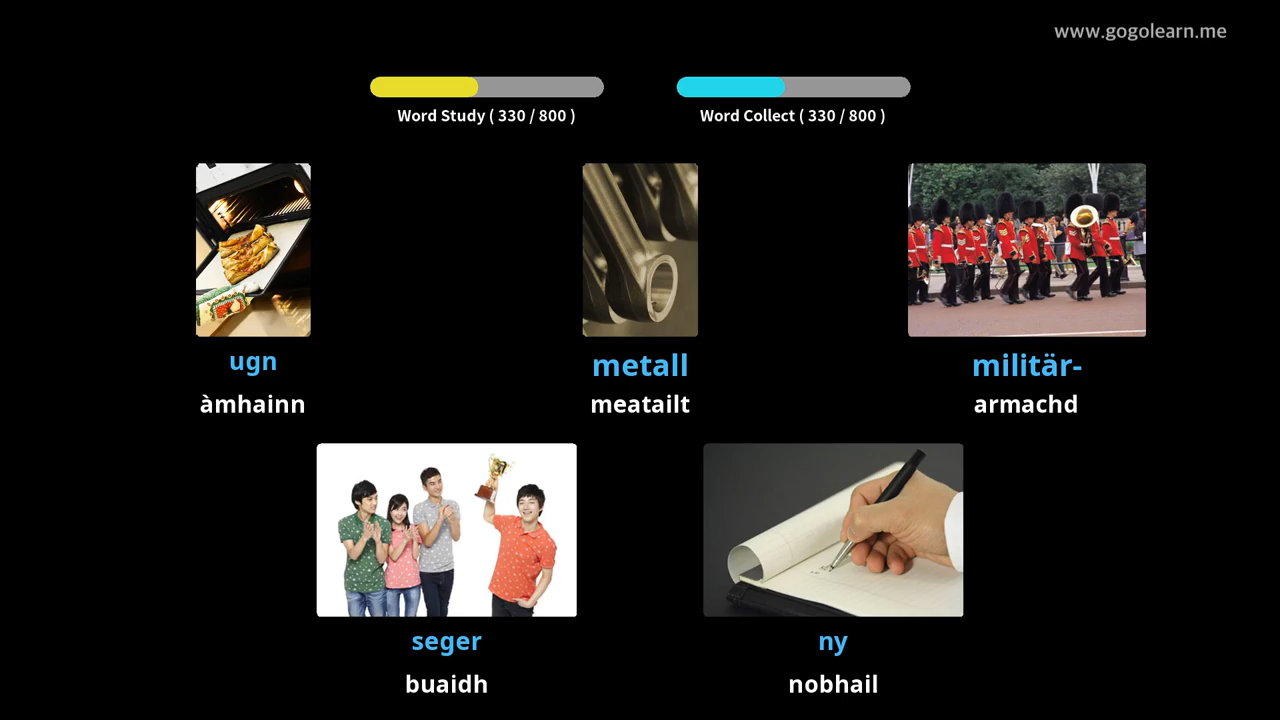 www.gogolearn.me
Word Study ( 330 / 800 )
Word Collect ( 330 / 800 )
ugn
àmhainn
metall
meatailt
militär-
armachd
seger
buaidh
ny
nobhail